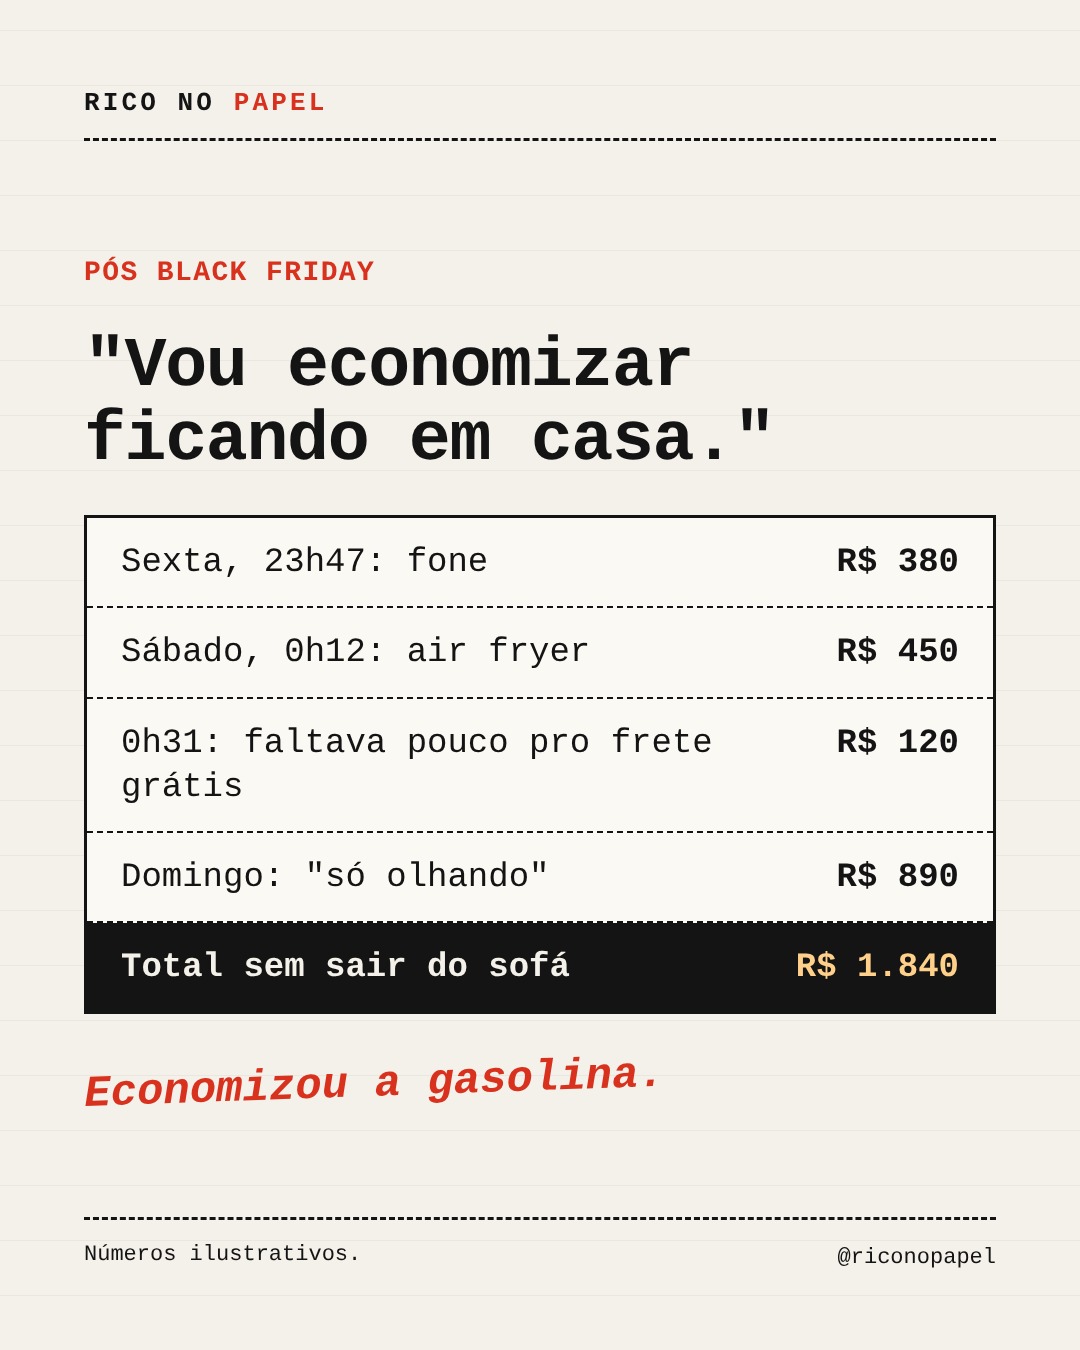 RICO NO PAPEL
PÓS BLACK FRIDAY
"Vou economizar
ficando em casa."
Sexta, 23h47: fone R$ 380
Sábado, 0h12: air fryer R$ 450
0h31: faltava pouco pro frete R$ 120
grátis
Domingo: "só olhando" R$ 890
Total sem sair do sofá R$ 1.840
Economizou a gasolina.
Números ilustrativos. @riconopapel